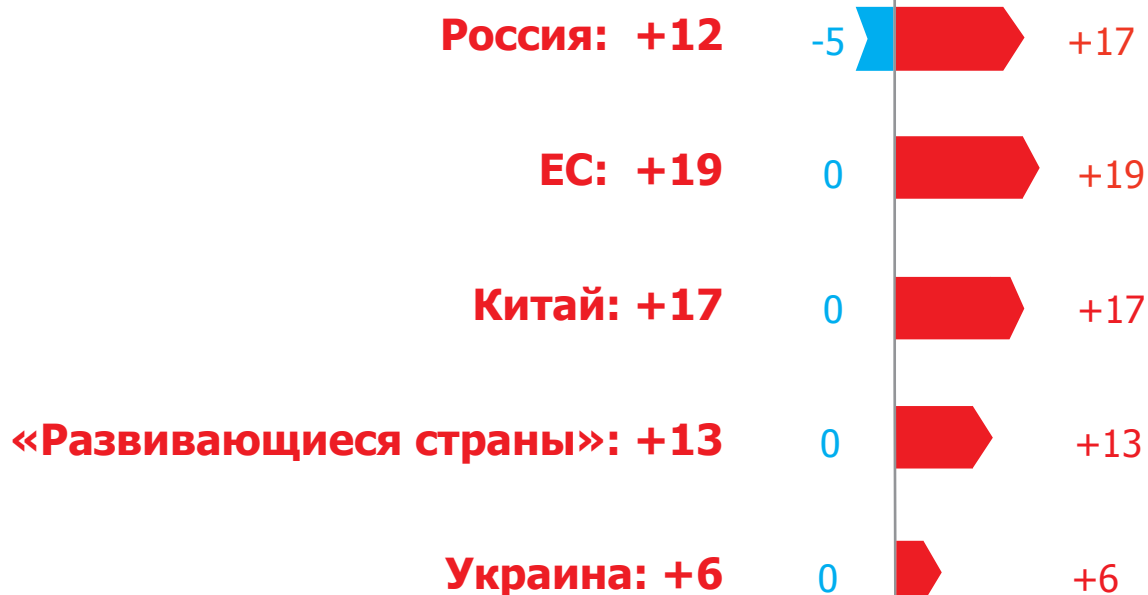 Россия: +12 -5 +17
ЕС: +19 0 +19
Китай: +17 0 +17
«Развивающиеся страны»: +13 0 +13
Украина: +6 0 +6